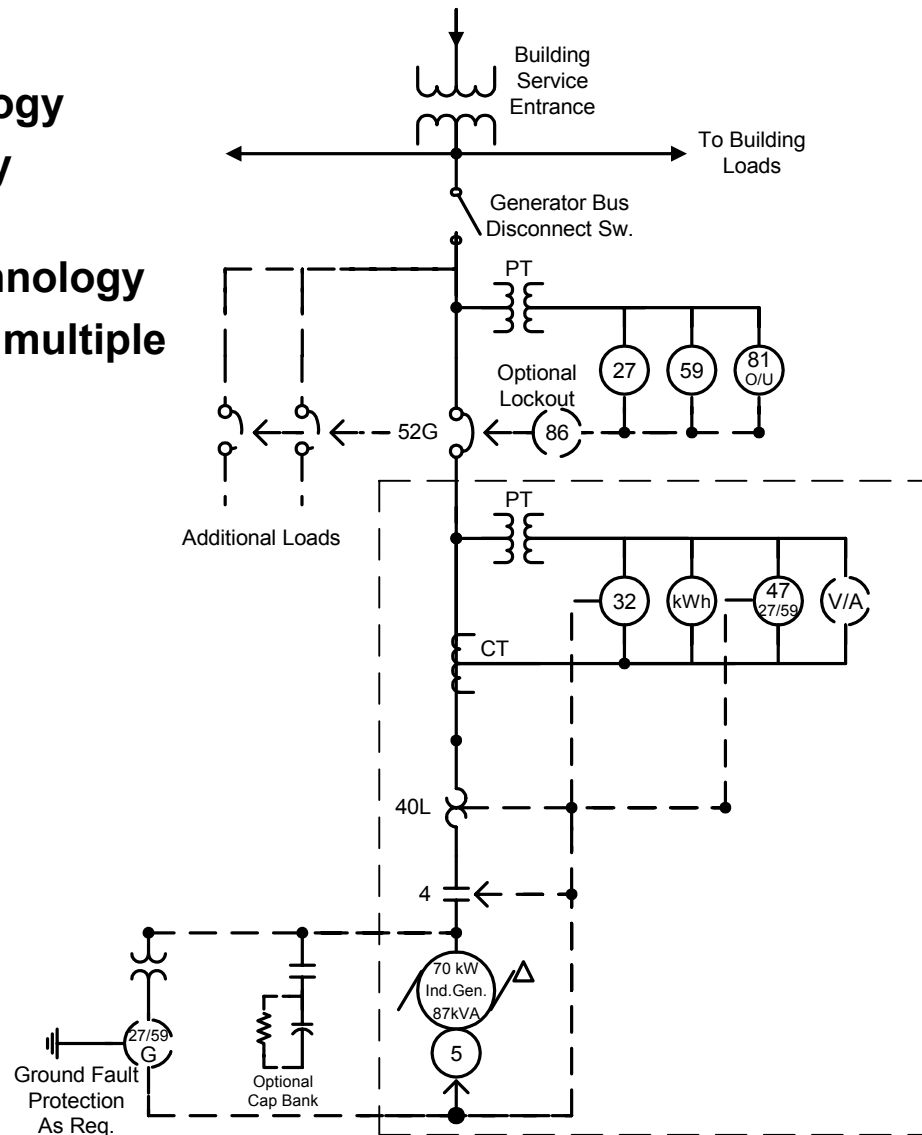 Building
Service
Entrance
ogy
y
To Building
Loads
Generator Bus
Disconnect Sw.
hnology
multiple
PT
27
59
81
O/U
Optional
Lockout
86
52G
Additional Loads
PT
32
kWh
47
27/59
V/A
CT
40L
4
70 kW
Ind.Gen.
87kVA
Δ
5
27/59
G
Ground Fault
Protection
As Req.
Optional
Cap Bank